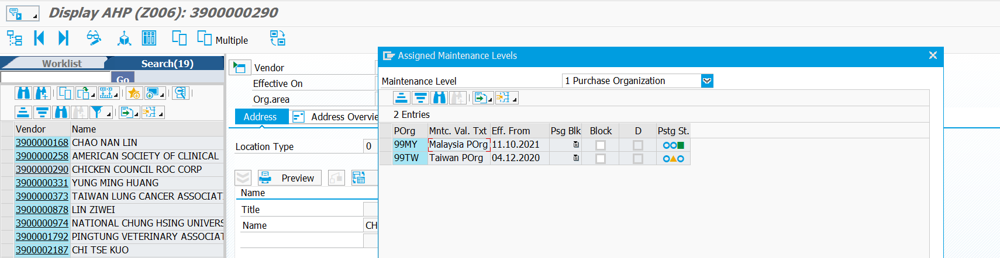 Display AHP (Z006): 3900000290
Multiple
Worklist
Search(19)
Go
Vendor Name
3900000168 CHAO NAN LIN
3900000258 AMERICAN SOCIETY OF CLINICAL
3900000290 CHICKEN COUNCIL ROC CORP
3900000331 YUNG MING HUANG
3900000373 TAIWAN LUNG CANCER ASSOCIAT
3900000878 LIN ZIWEI
3900000974 NATIONAL CHUNG HSING UNIVERS
3900001792 PINGTUNG VETERINARY ASSOCIAT
3900002187 CHI TSE KUO
Vendor
Effective On
Org.area
Address
Address Overvie
Location Type 0
Preview
Name
Title
Name CH
Assigned Maintenance Levels
Maintenance Level 1 Purchase Organization
2 Entries
POrg Mntc. Val. Txt Eff. From Psg Blk Block D Pstg St.
99MY Malaysia POrg 11.10.2021
99TW Taiwan POrg 04.12.2020